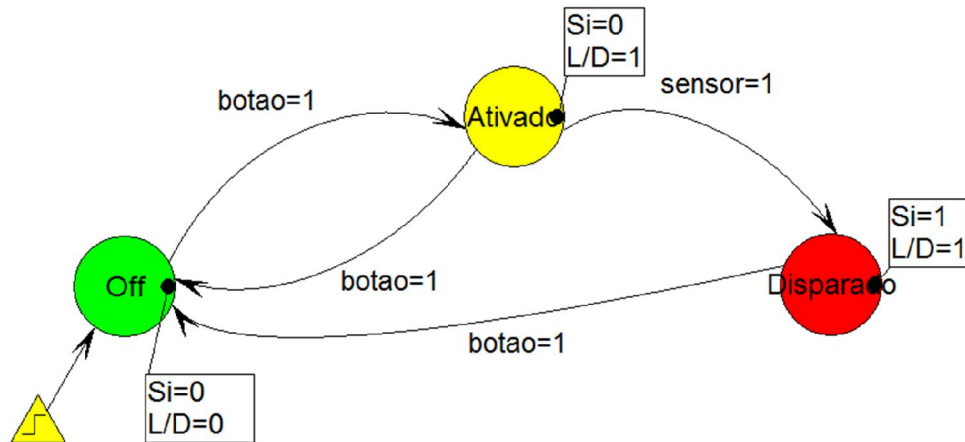 Si=0
L/D=1
botao=1
sensor=1
Ativado
Si=1
L/D=1
Off
botao=1
Disparado
botao=1
Si=0
L/D=0